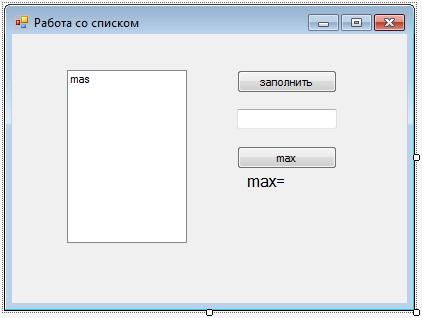 Работа со списком
mas
заполнить
max
max=